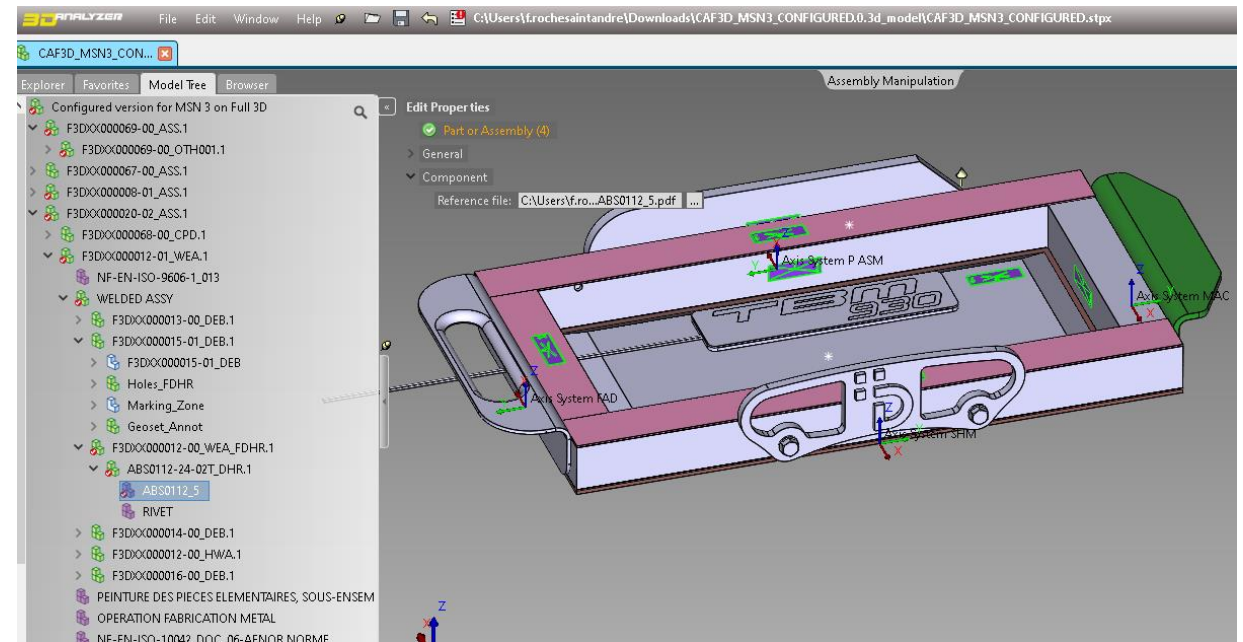 3D ANALYZER File Edit Window Help C:\Users\f.rochesaintandre\Downloads\CAF3D_MSN3_CONFIGURED.0.3d_model\CAF3D_MSN3_CONFIGURED.stpx
CAF3D_MSN3_CON...
Explorer Favorites Model Tree Browser
Assembly Manipulation
Configured version for MSN 3 on Full 3D
F3DXX000069-00_ASS.1
F3DXX000069-00_OTH001.1
F3DXX000067-00_ASS.1
F3DXX000008-01_ASS.1
F3DXX000020-02_ASS.1
F3DXX000068-00_CPD.1
F3DXX000012-01_WEA.1
NF-EN-ISO-9606-1_013
WELDED ASSY
F3DXX000013-00_DEB.1
F3DXX000015-01_DEB.1
F3DXX000015-01_DEB
Holes_FDHR
Marking_Zone
Geoset_Annot
F3DXX000012-00_WEA_FDHR.1
ABS0112-24-02T_DHR.1
ABS0112_5
RIVET
F3DXX000014-00_DEB.1
F3DXX000012-00_HWA.1
F3DXX000016-00_DEB.1
PEINTURE DES PIECES ELEMENTAIRES, SOUS-ENSEM
OPERATION FABRICATION METAL
NF-EN-ISO-10042_DOC_06-AFNOR NORME
Edit Properties
Part or Assembly (4)
General
Component
Reference file: C:\Users\f.ro...ABS0112_5.pdf ...
Z
Y
Axis System P ASM
TBM
930
Z
Axis System MAC
X
Z
Axis System FAD
Z
Axis System SHM
X
Z
X